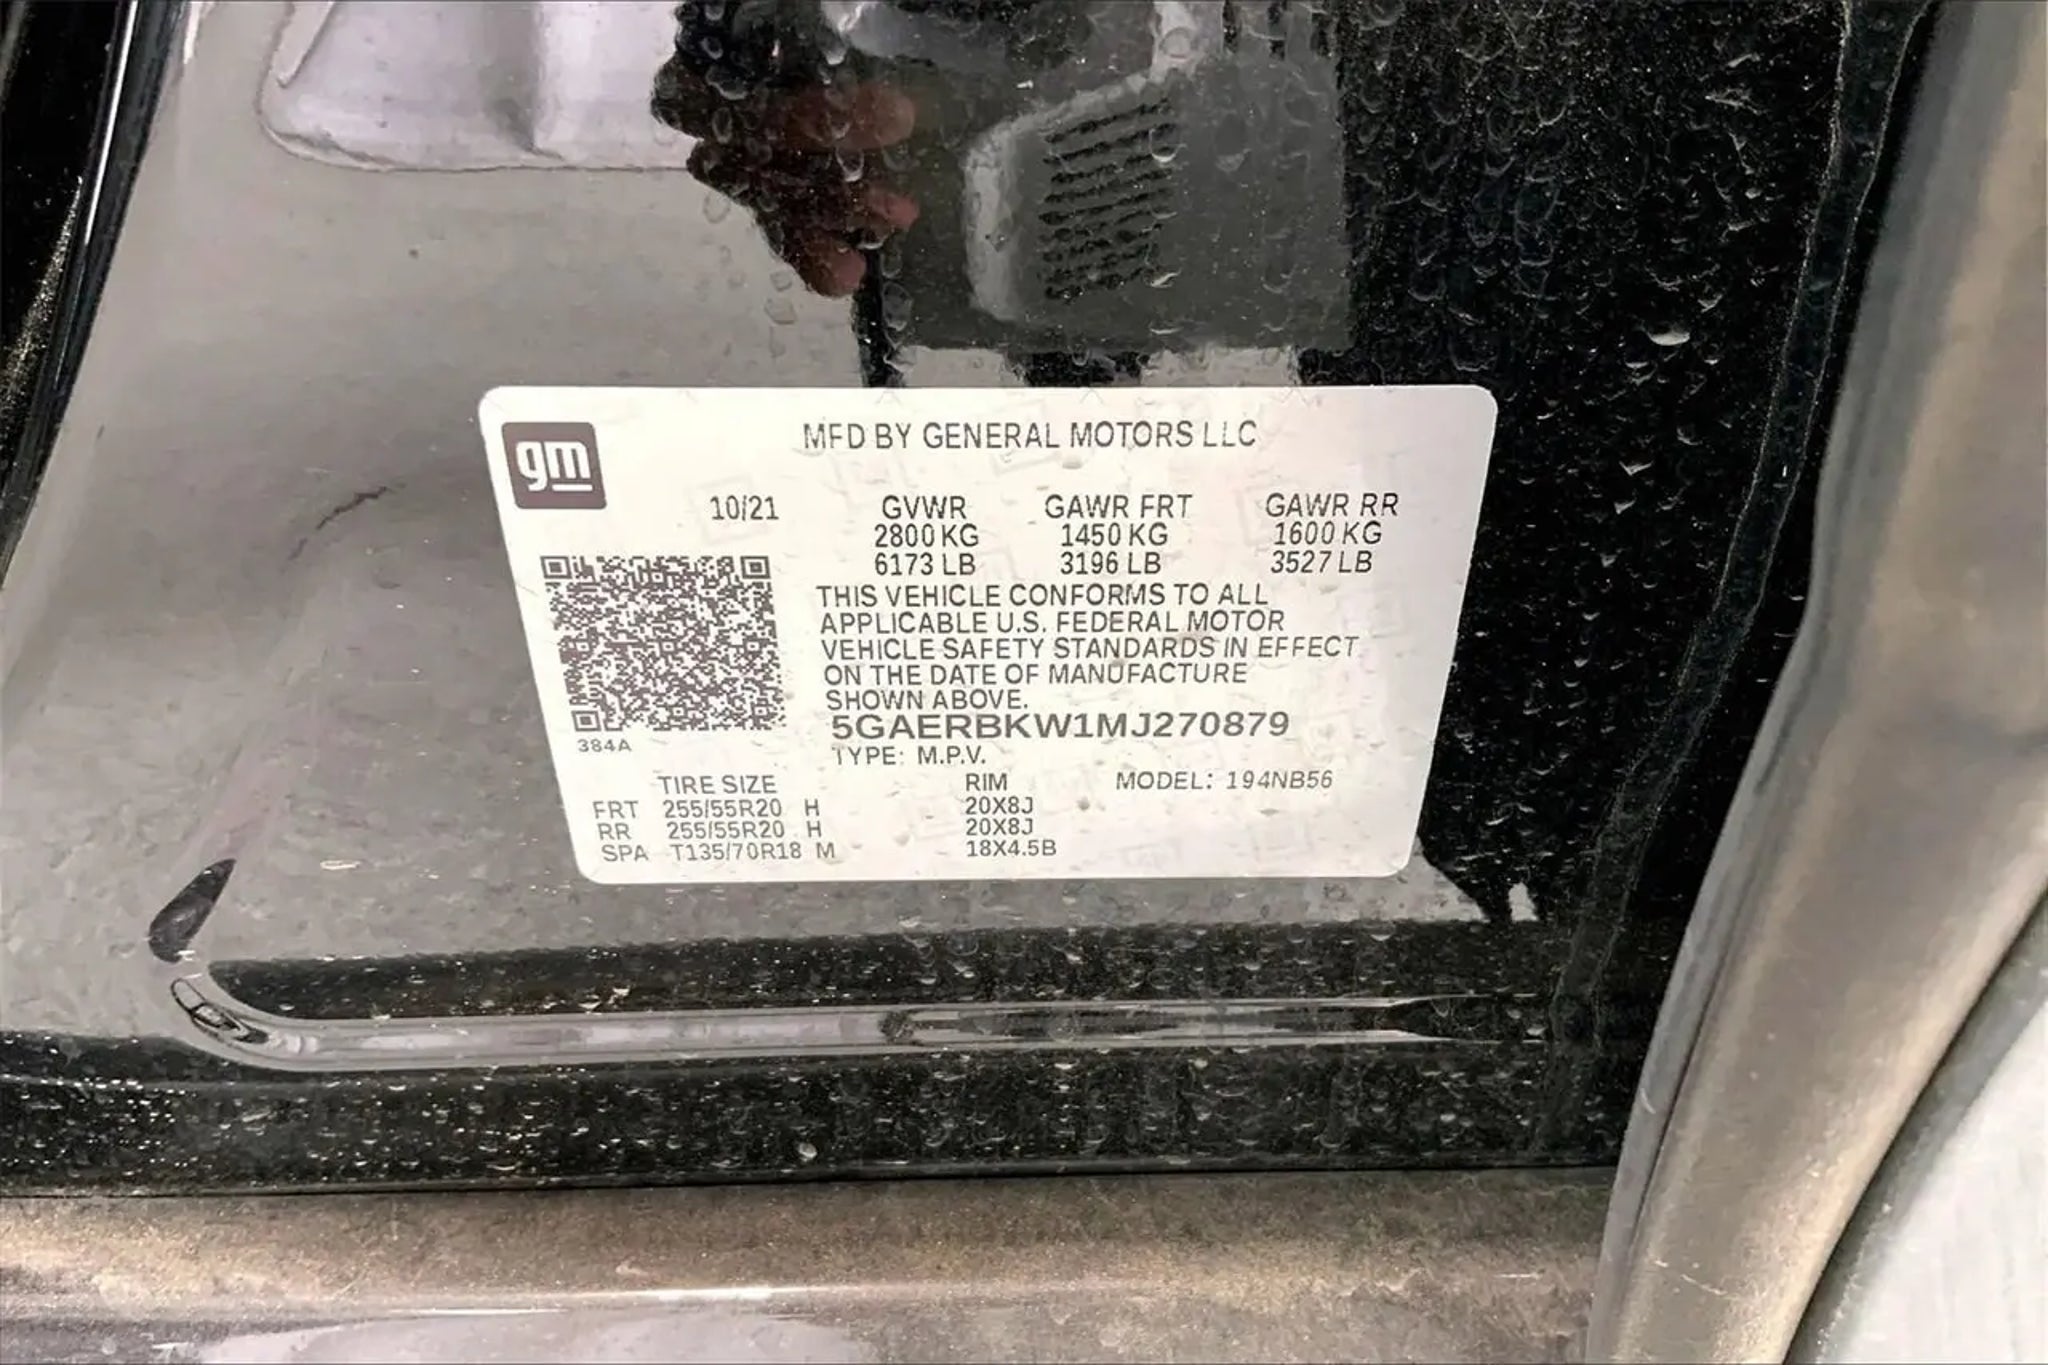 gm
MFD BY GENERAL MOTORS LLC
10/21 GVWR GAWR FRT GAWR RR
2800 KG 1450 KG 1600 KG
6173 LB 3196 LB 3527 LB
THIS VEHICLE CONFORMS TO ALL
APPLICABLE U.S. FEDERAL MOTOR
VEHICLE SAFETY STANDARDS IN EFFECT
ON THE DATE OF MANUFACTURE
SHOWN ABOVE.
5GAERBKW1MJ270879
384A
TYPE: M.P.V.
TIRE SIZE RIM MODEL: 194NB56
FRT 255/55R20 H 20X8J
RR 255/55R20 H 20X8J
SPA T135/70R18 M 18X4.5B